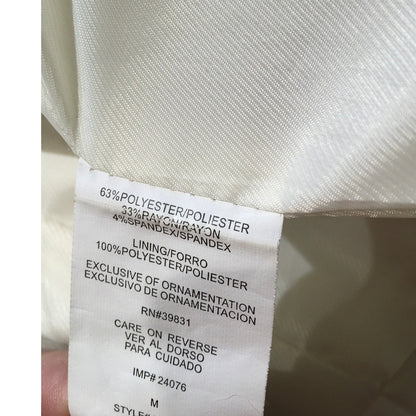 63%POLYESTER/POLIESTER
33%RAYON/RAYON
4%SPANDEX/SPANDEX
LINING/FORRO
100%POLYESTER/POLIESTER
EXCLUSIVE OF ORNAMENTATION
EXCLUSIVO DE ORNAMENTACION
RN#39831
CARE ON REVERSE
VER AL DORSO
PARA CUIDADO
IMP# 24076
M
STYLE#